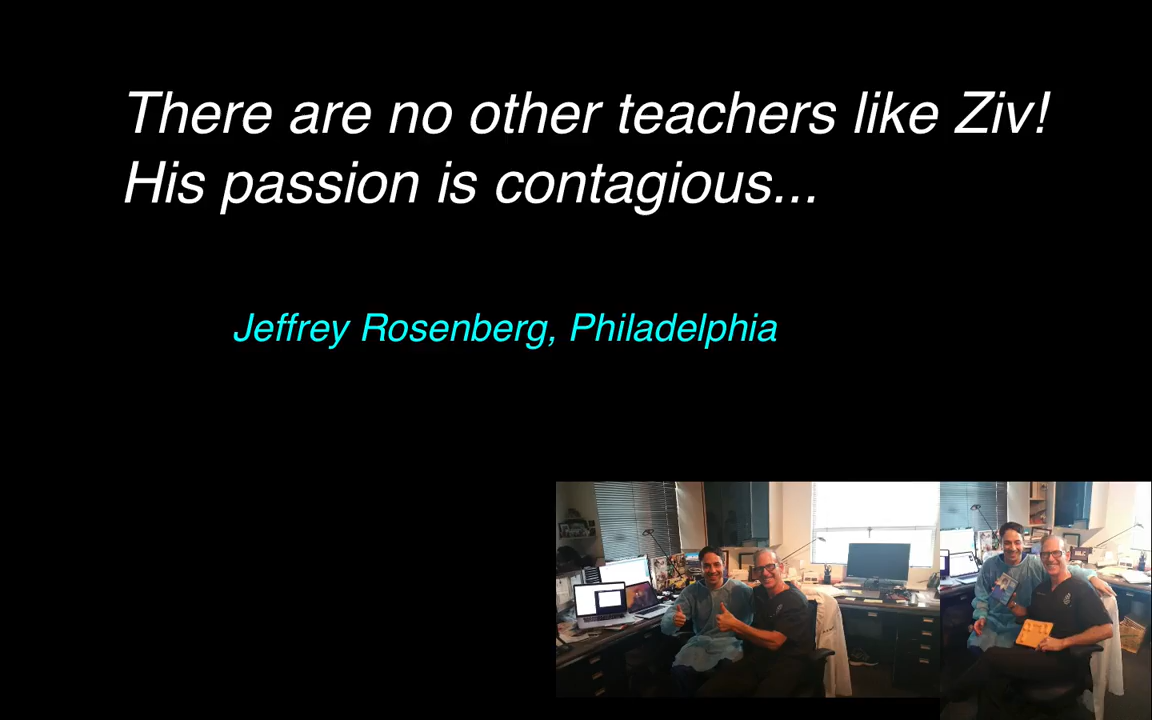 There are no other teachers like Ziv!
His passion is contagious...
Jeffrey Rosenberg, Philadelphia